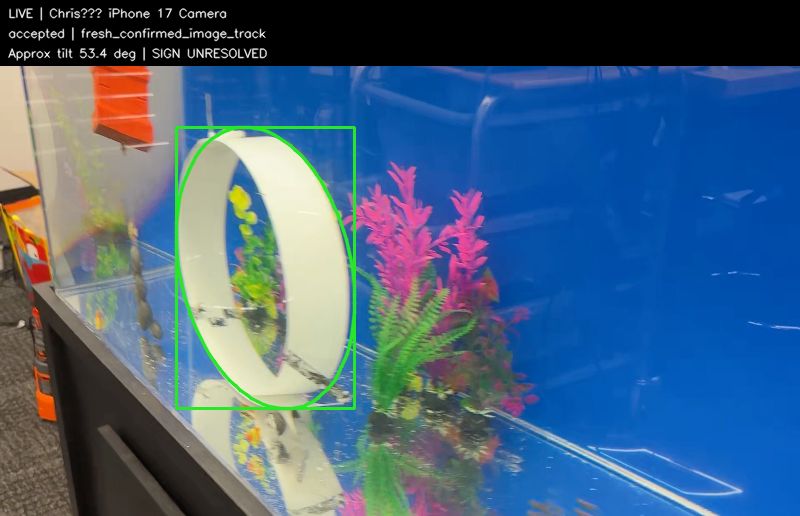 LIVE | Chris??? iPhone 17 Camera
accepted | fresh_confirmed_image_track
Approx tilt 53.4 deg | SIGN UNRESOLVED